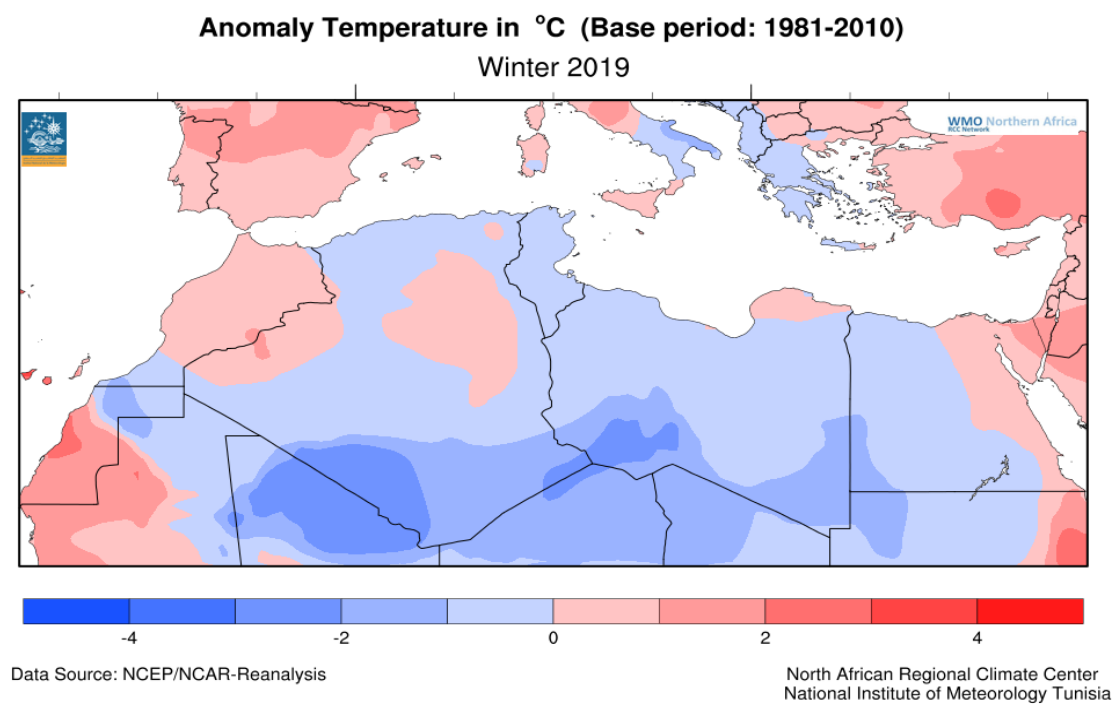 Anomaly Temperature in °C (Base period: 1981-2010)
Winter 2019
WMO Northern Africa
RCC Network
-4 -2 0 2 4
Data Source: NCEP/NCAR-Reanalysis
North African Regional Climate Center
National Institute of Meteorology Tunisia